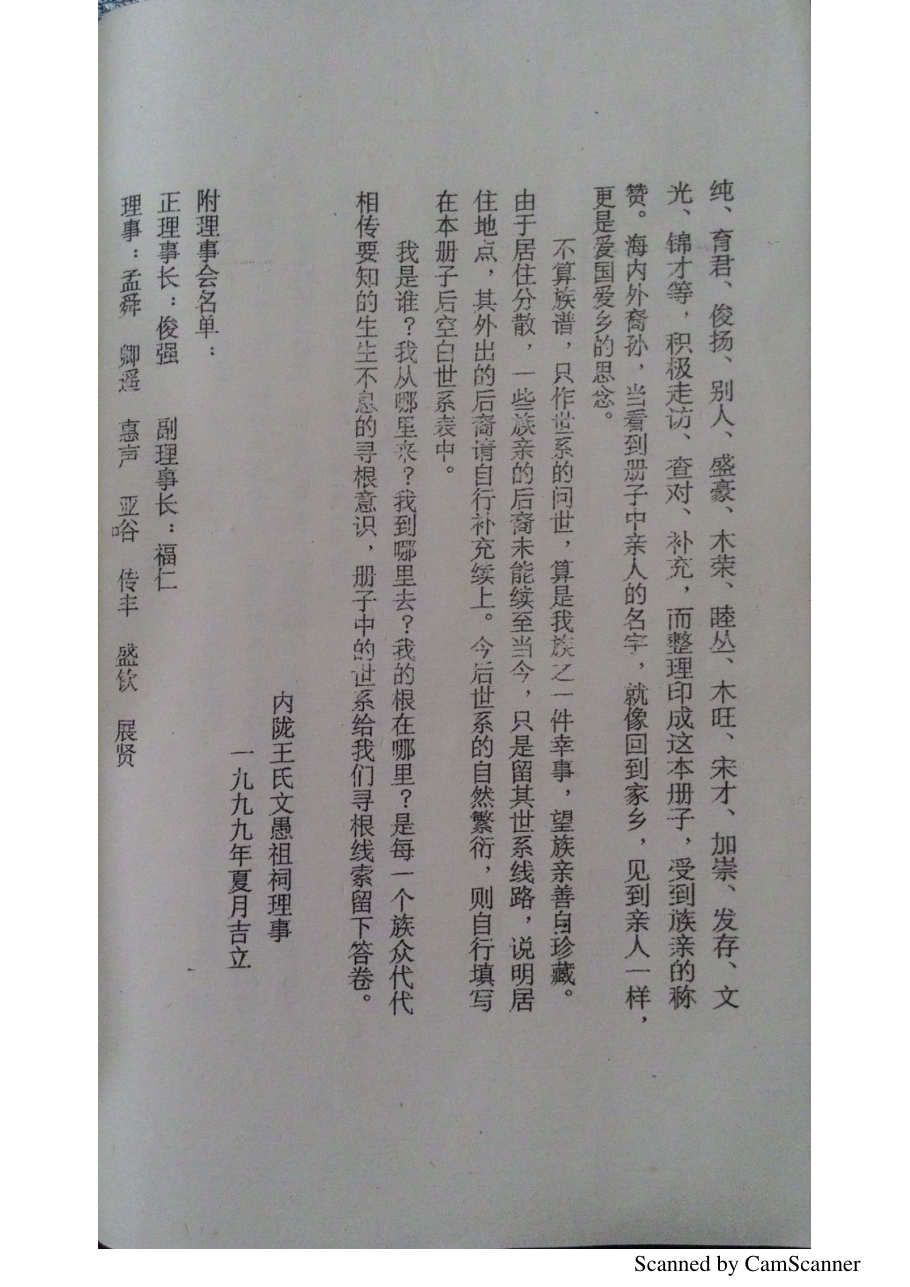 纯、育君、俊扬、别人、盛豪、木荣、睦丛、木旺、宋才、加崇、发存、文
光、锦才等，积极走访、查对、补充，而整理印成这本册子，受到族亲的称
赞。海内外裔孙，当看到册子中亲人的名字，就像回到家乡，见到亲人一样，
更是爱国爱乡的思念。
不算族谱，只作世系的问世，算是我族之一件幸事，望族亲善自珍藏。
由于居住分散，一些族亲的后裔未能续至当今，只是留其世系线路，说明居
住地点，其外出的后裔请自行补充续上。今后世系的自然繁衍，则自行填写
在本册子后空白世系表中。
我是谁？我从哪里来？我到哪里去？我的根在哪里？是每一个族众代代
相传要知的生生不息的寻根意识，册子中的世系给我们寻根线索留下答卷。
内陇王氏文愚祖祠理事
一九九九年夏月吉立
附理事会名单：
正理事长：俊强 副理事长：福仁
理事：孟舜 卿遥 惠声 亚哈 传丰 盛钦 展贤
Scanned by CamScanner